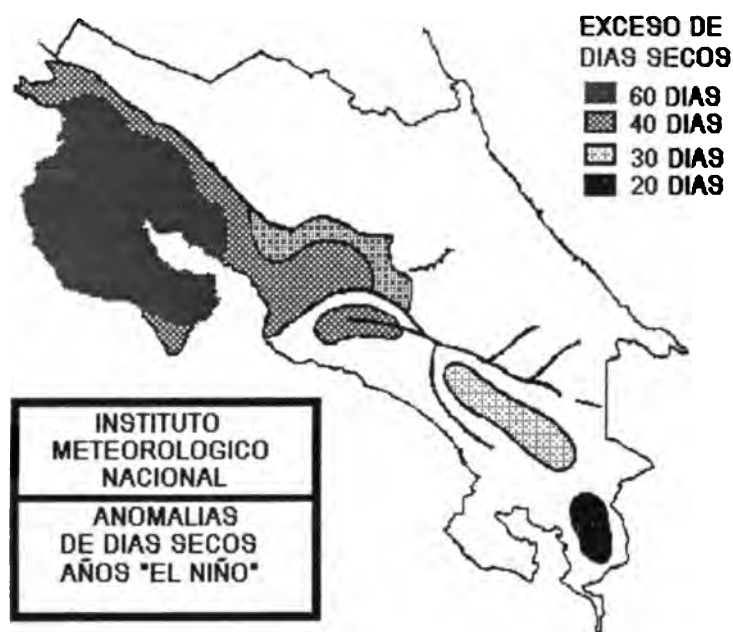 EXCESO DE
DIAS SECOS
60 DIAS
40 DIAS
30 DIAS
20 DIAS
INSTITUTO
METEOROLOGICO
NACIONAL
ANOMALIAS
DE DIAS SECOS
AÑOS "EL NIÑO"